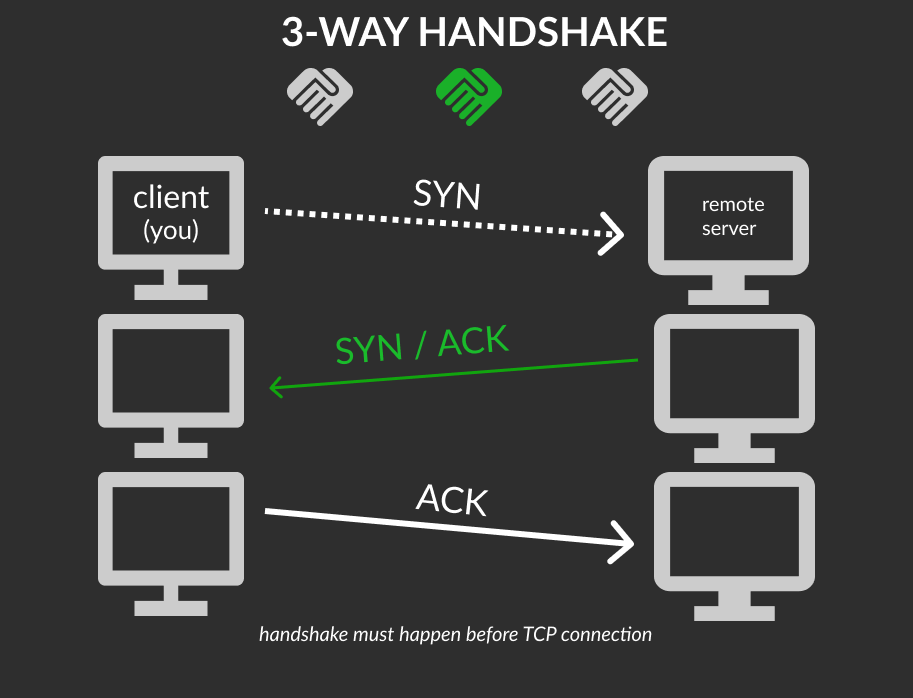 3-WAY HANDSHAKE
client
(you)
SYN
remote
server
SYN / ACK
ACK
handshake must happen before TCP connection